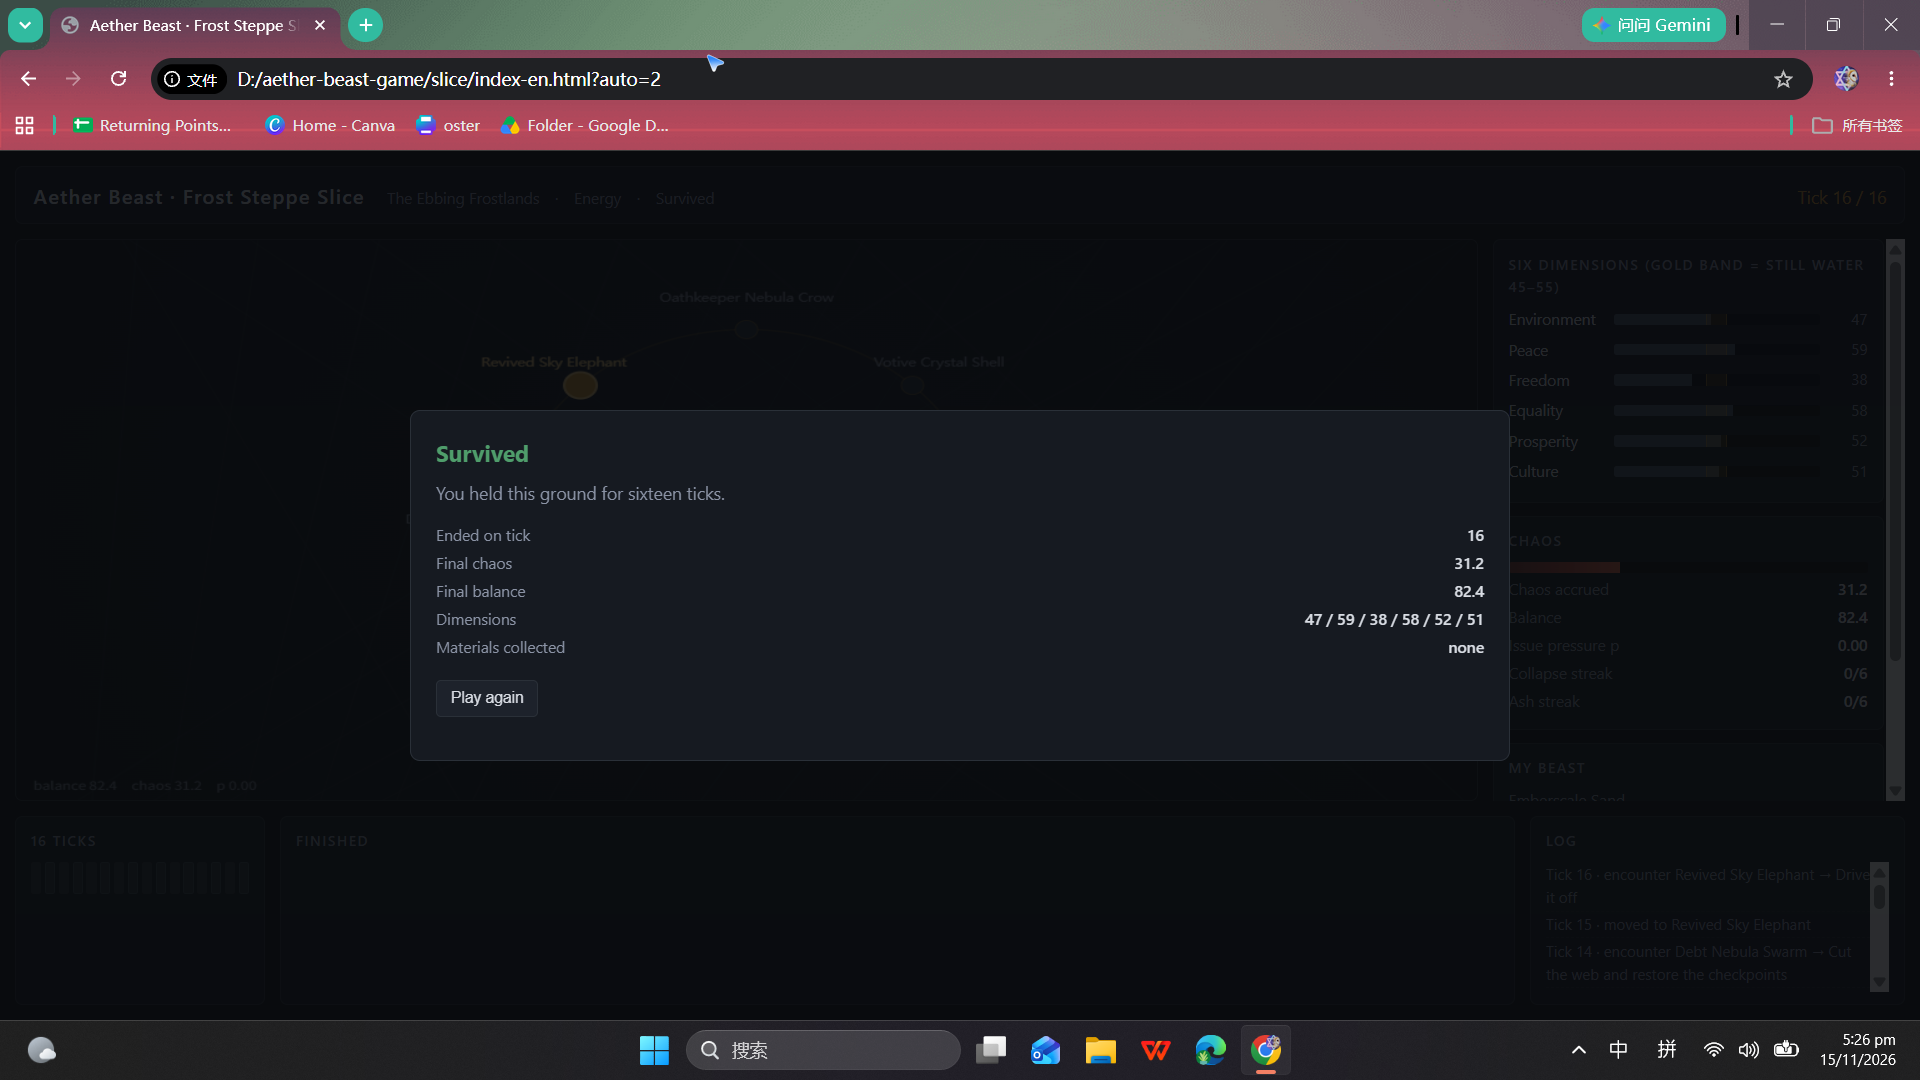 Aether Beast · Frost Steppe S
问问 Gemini
文件
D:/aether-beast-game/slice/index-en.html?auto=2
Returning Points...
Home - Canva
oster
Folder - Google D...
所有书签
Aether Beast · Frost Steppe Slice
The Ebbing Frostlands · Energy · Survived
Tick 16 / 16
Oathkeeper Nebula Crow
Revived Sky Elephant
Votive Crystal Shell
SIX DIMENSIONS (GOLD BAND = STILL WATER
45–55)
Environment 47
Peace 59
Freedom 38
Equality 58
Prosperity 52
Culture 51
Survived
You held this ground for sixteen ticks.
Ended on tick 16
Final chaos 31.2
Final balance 82.4
Dimensions 47 / 59 / 38 / 58 / 52 / 51
Materials collected none
Play again
CHAOS
Chaos accrued 31.2
Balance 82.4
Issue pressure p 0.00
Collapse streak 0/6
Ash streak 0/6
MY BEAST
Emberscale Sand
balance 82.4 chaos 31.2 p 0.00
16 TICKS
FINISHED
LOG
Tick 16 · encounter Revived Sky Elephant → Drive
it off
Tick 15 · moved to Revived Sky Elephant
Tick 14 · encounter Debt Nebula Swarm → Cut
the web and restore the checkpoints
搜索
中
拼
5:26 pm
15/11/2026